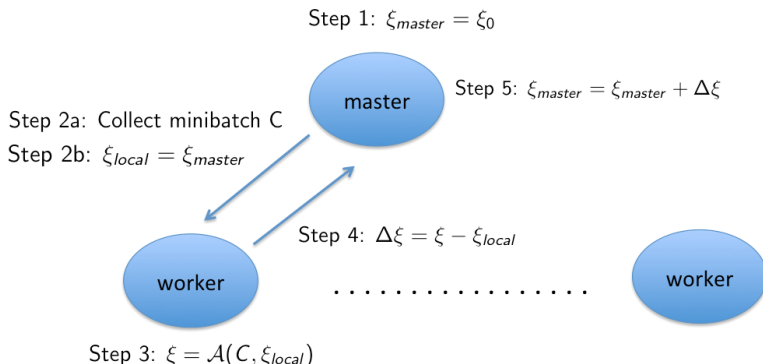 Step 1: ξ_master = ξ_0
master
Step 5: ξ_master = ξ_master + Δξ
Step 2a: Collect minibatch C
Step 2b: ξ_local = ξ_master
Step 4: Δξ = ξ − ξ_local
worker
. . . . . . . . . . . . . . . . .
worker
Step 3: ξ = 𝒜(C, ξ_local)